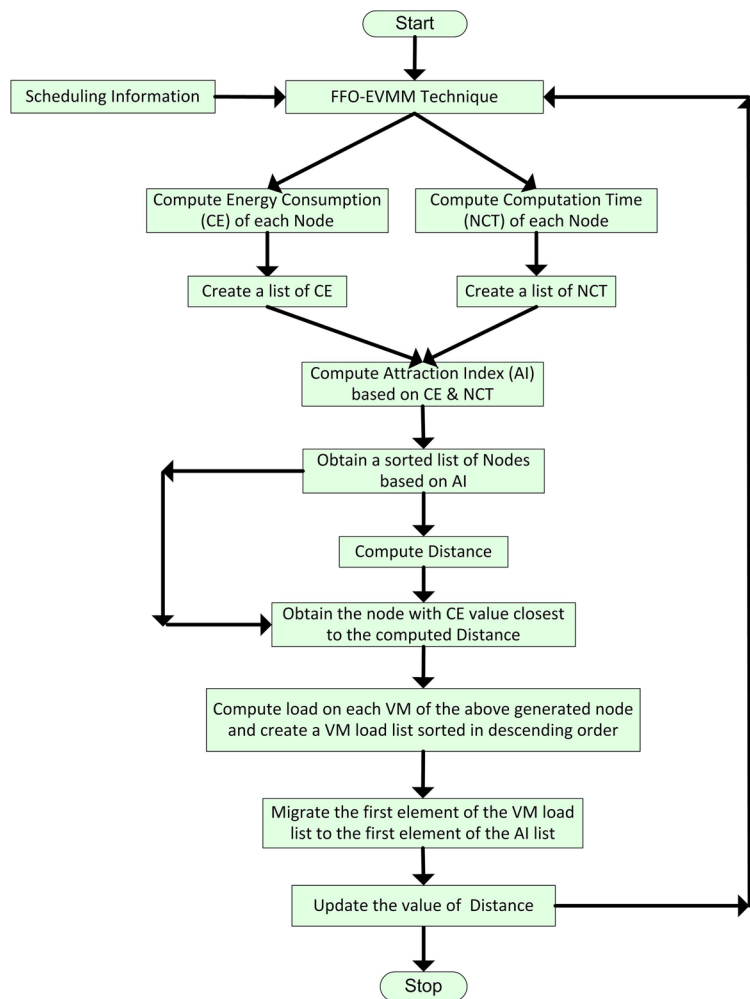 Start
Scheduling Information
FFO-EVMM Technique
Compute Energy Consumption
(CE) of each Node
Compute Computation Time
(NCT) of each Node
Create a list of CE
Create a list of NCT
Compute Attraction Index (AI)
based on CE & NCT
Obtain a sorted list of Nodes
based on AI
Compute Distance
Obtain the node with CE value closest
to the computed Distance
Compute load on each VM of the above generated node
and create a VM load list sorted in descending order
Migrate the first element of the VM load
list to the first element of the AI list
Update the value of Distance
Stop